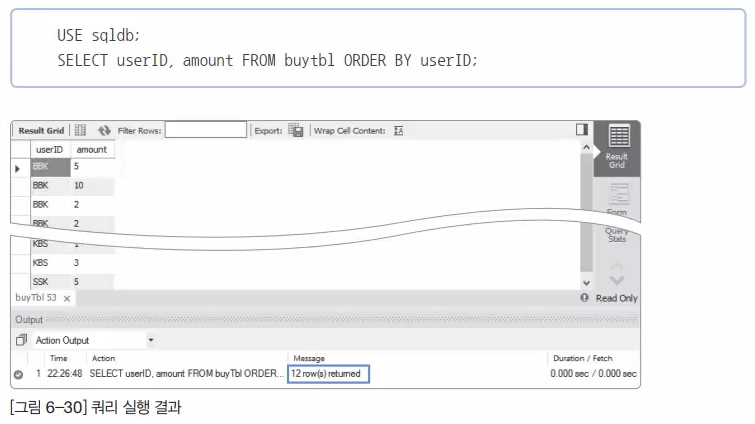 USE sqldb;
SELECT userID, amount FROM buytbl ORDER BY userID;
Result Grid Filter Rows: Export: Wrap Cell Content:
userID amount
BBK 5
BBK 10
BBK 2
BBK 2
KBS 1
KBS 3
SSK 5
Result
Grid
Form
Query
Stats
buyTbl 53 × Read Only
Output
Action Output
Time Action Message Duration / Fetch
1 22:26:48 SELECT userID, amount FROM buyTbl ORDER... 12 row(s) returned 0.000 sec / 0.000 sec
[그림 6-30] 쿼리 실행 결과